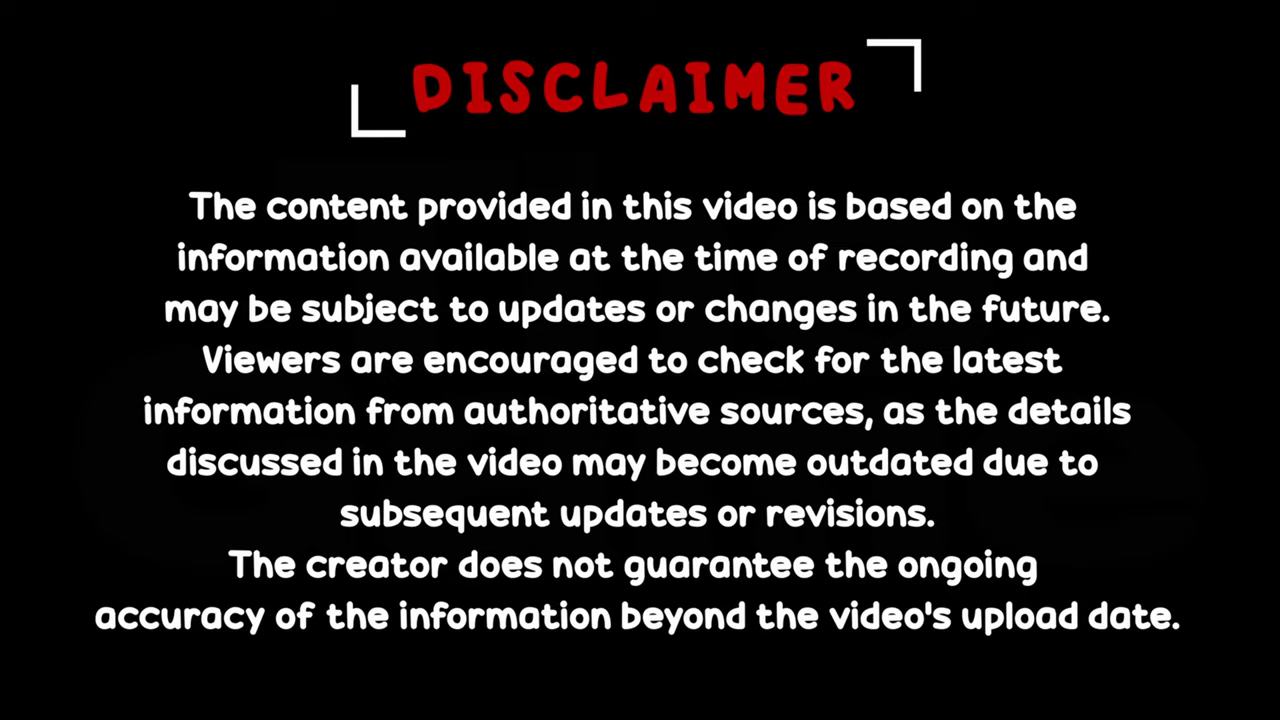 DISCLAIMER
The content provided in this video is based on the
information available at the time of recording and
may be subject to updates or changes in the future.
Viewers are encouraged to check for the latest
information from authoritative sources, as the details
discussed in the video may become outdated due to
subsequent updates or revisions.
The creator does not guarantee the ongoing
accuracy of the information beyond the video's upload date.